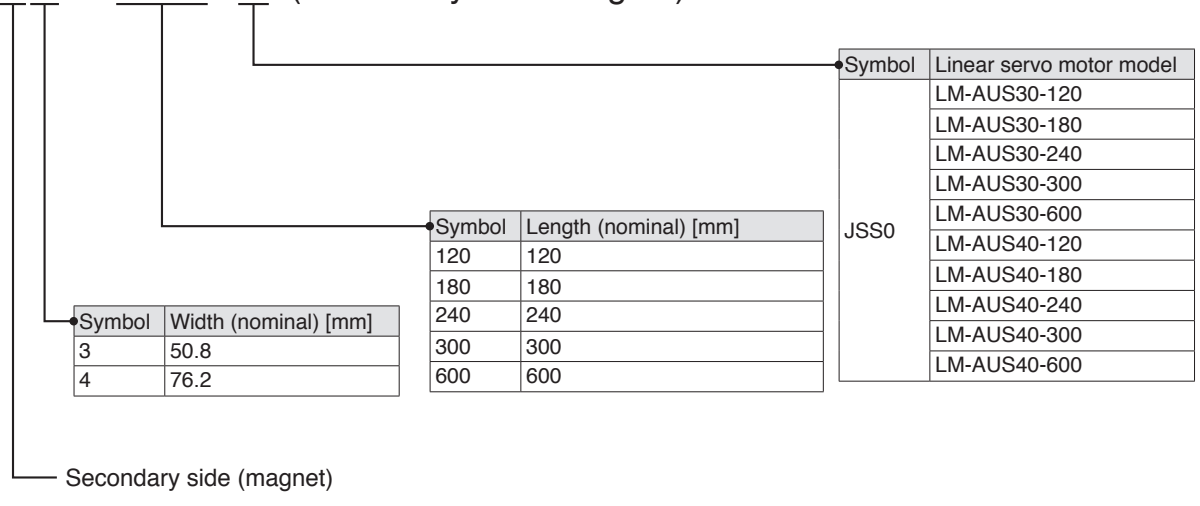 Symbol Linear servo motor model
JSS0
LM-AUS30-120
LM-AUS30-180
LM-AUS30-240
LM-AUS30-300
LM-AUS30-600
LM-AUS40-120
LM-AUS40-180
LM-AUS40-240
LM-AUS40-300
LM-AUS40-600
Symbol Length (nominal) [mm]
120 120
180 180
240 240
300 300
600 600
Symbol Width (nominal) [mm]
3 50.8
4 76.2
Secondary side (magnet)